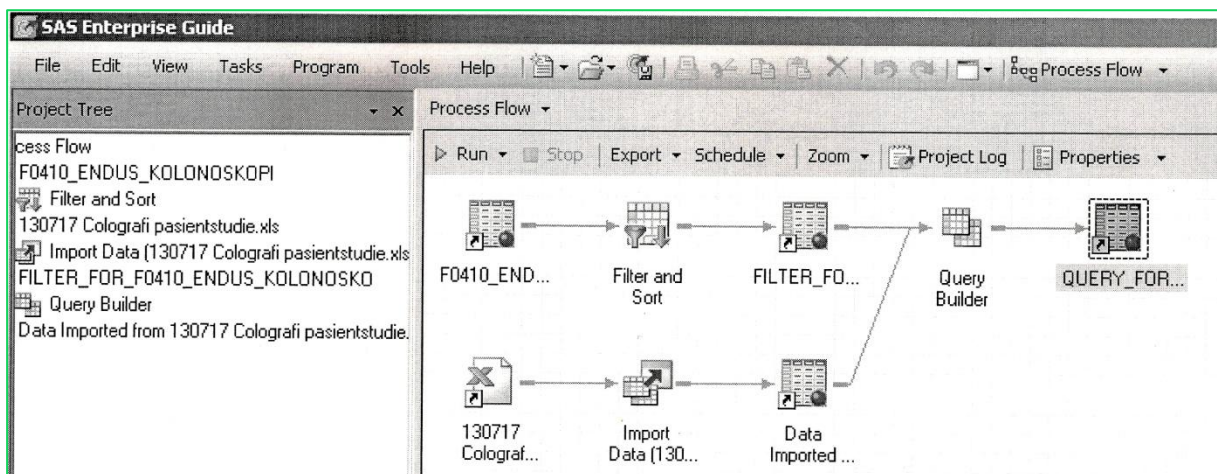 SAS Enterprise Guide
File Edit View Tasks Program Tools Help Process Flow
Project Tree
cess Flow
F0410_ENDUS_KOLONOSKOPI
Filter and Sort
130717 Colografi pasientstudie.xls
Import Data (130717 Colografi pasientstudie.xls
FILTER_FOR_F0410_ENDUS_KOLONOSKO
Query Builder
Data Imported from 130717 Colografi pasientstudie.
Process Flow
Run Stop Export Schedule Zoom Project Log Properties
F0410_END...
Filter and
Sort
FILTER_FO...
Query
Builder
QUERY_FOR...
130717
Colograf...
Import
Data (130...
Data
Imported ...